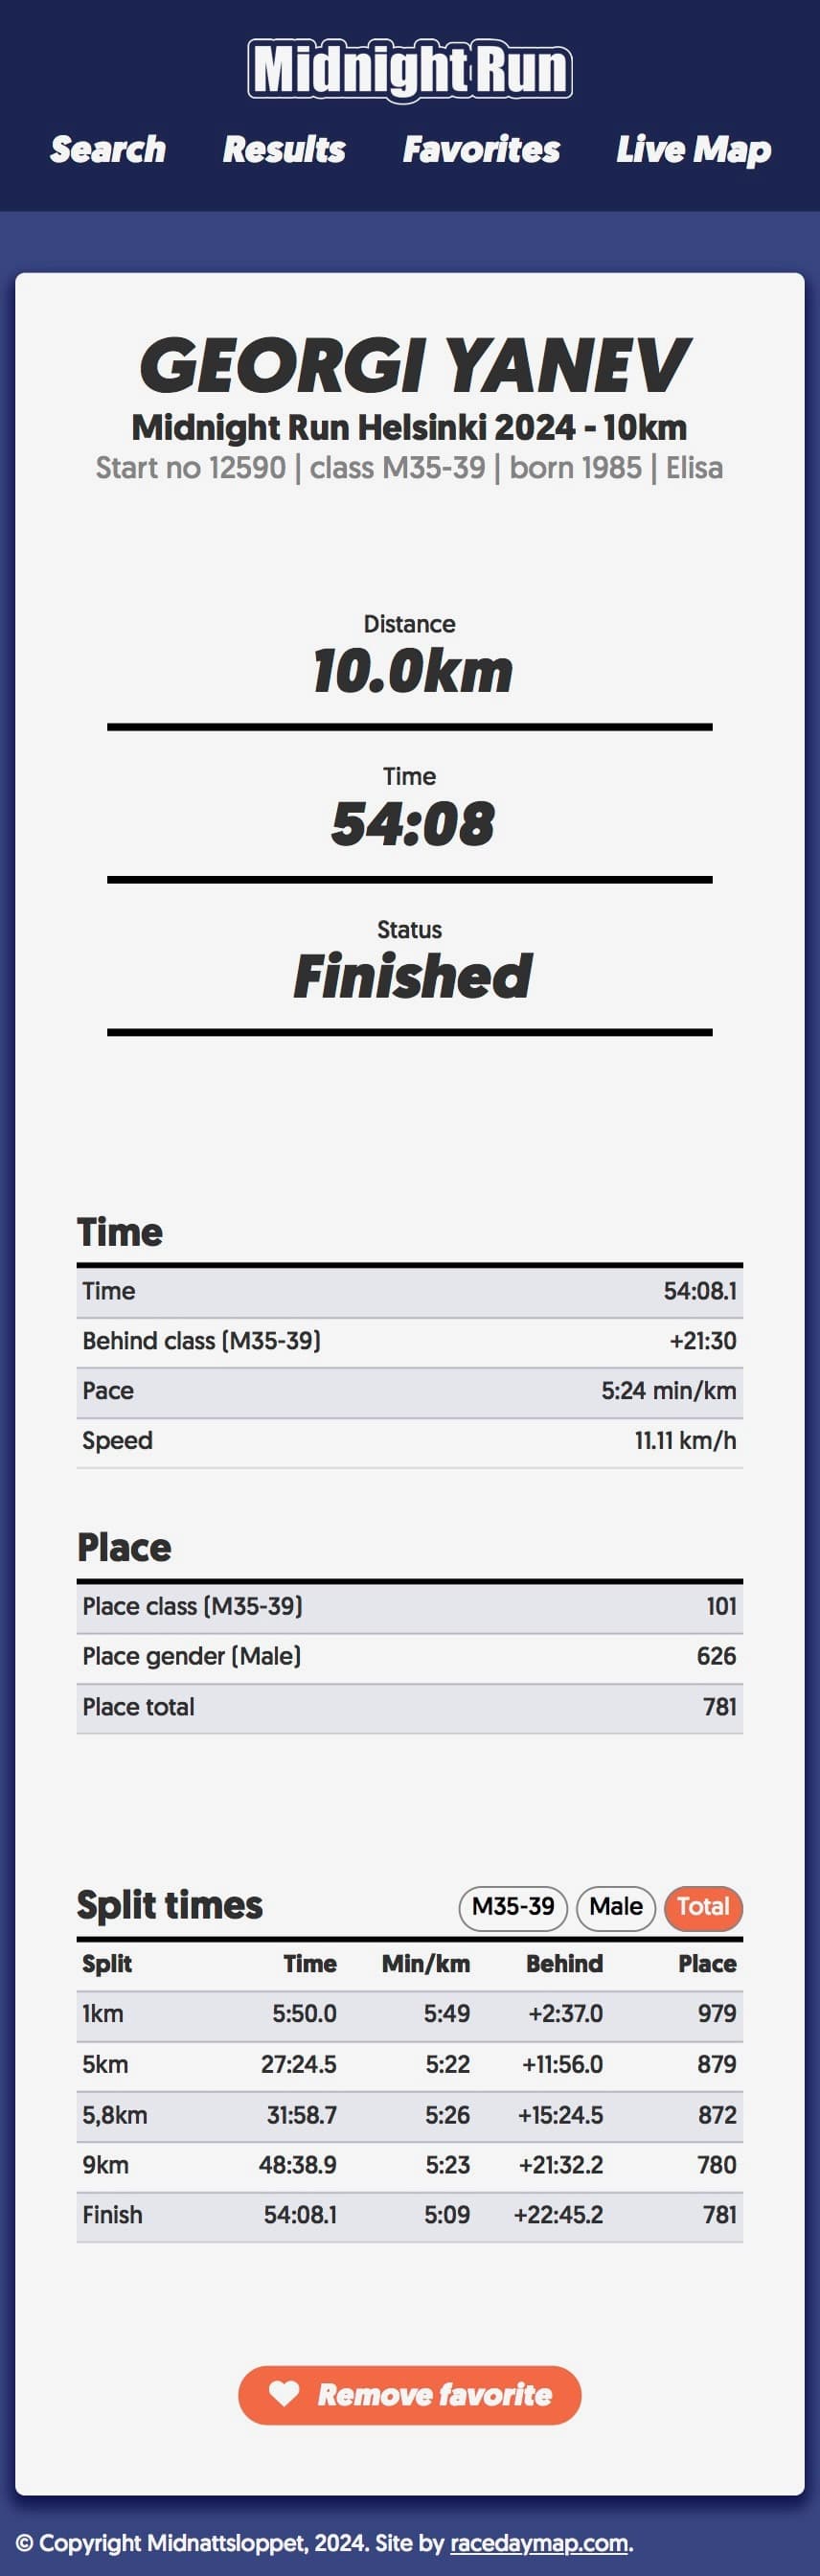 Midnight Run
Search Results Favorites Live Map
GEORGI YANEV
Midnight Run Helsinki 2024 - 10km
Start no 12590 | class M35-39 | born 1985 | Elisa
Distance
10.0km
Time
54:08
Status
Finished
Time
Time 54:08.1
Behind class (M35-39) +21:30
Pace 5:24 min/km
Speed 11.11 km/h
Place
Place class (M35-39) 101
Place gender (Male) 626
Place total 781
Split times M35-39 Male Total
Split Time Min/km Behind Place
1km 5:50.0 5:49 +2:37.0 979
5km 27:24.5 5:22 +11:56.0 879
5,8km 31:58.7 5:26 +15:24.5 872
9km 48:38.9 5:23 +21:32.2 780
Finish 54:08.1 5:09 +22:45.2 781
Remove favorite
© Copyright Midnattsloppet, 2024. Site by racedaymap.com.